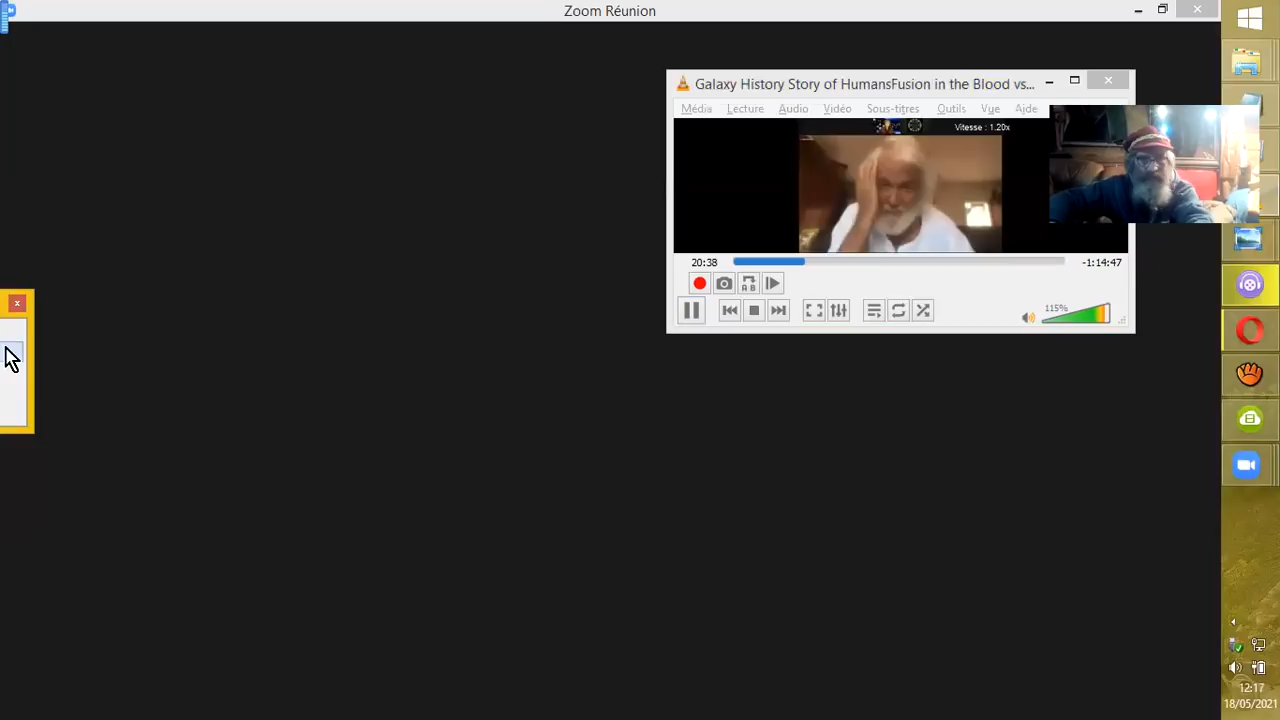 Zoom Réunion
Galaxy History Story of HumansFusion in the Blood vs...
Média Lecture Audio Vidéo Sous-titres Outils Vue Aide
Vitesse : 1.20x
20:38
-1:14:47
115%
12:17
18/05/2021